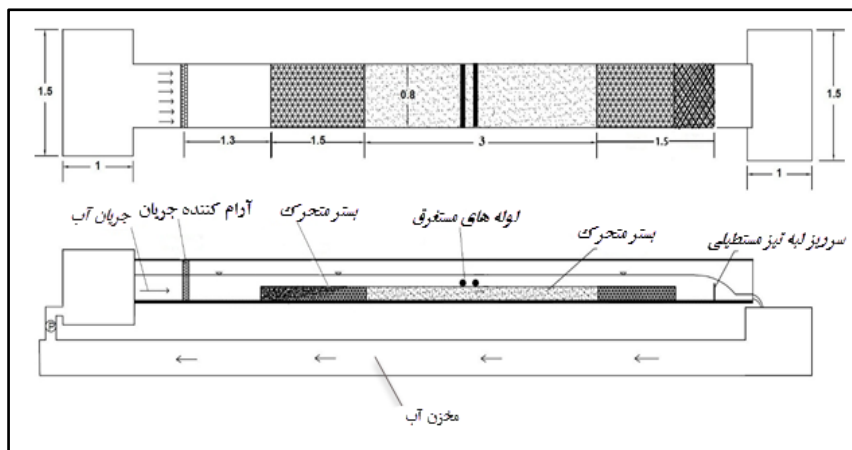 1.5
0.8
1.5
1.3
1.5
3
1.5
1
1
آرام کننده جریان
بستر متحرک
لوله های مستغرق
جریان آب
بستر متحرک
سرریز لبه تیز مستطیلی
مخزن آب